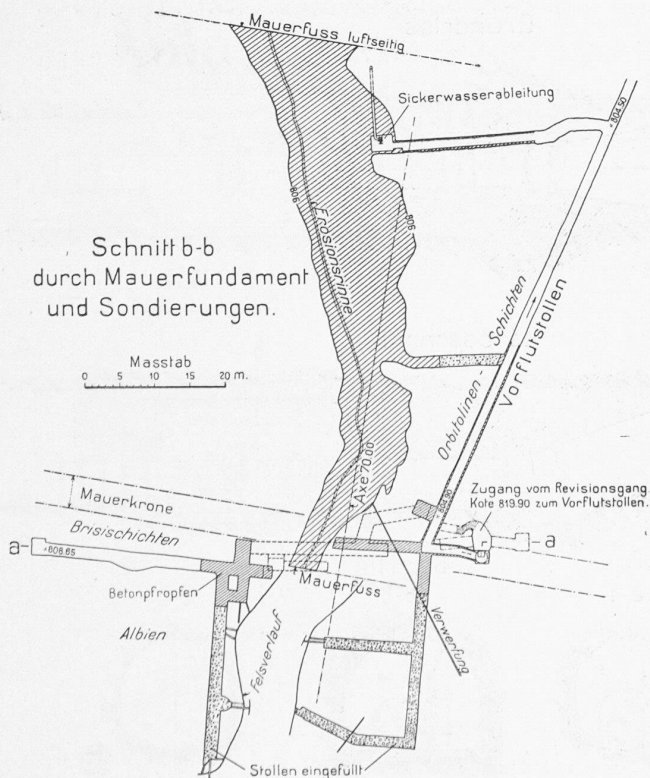 Mauerfuss luftseitig
Sickerwasserableitung
804.50
806
Erosionsrinne
806
Schnitt b-b
durch Mauerfundament
und Sondierungen.
Masstab
0 5 10 15 20 m.
Orbitolinen-Schichten
Vorflutstollen
Axe 70.00
804.90
Zugang vom Revisionsgang
Kote 819.90 zum Vorflutstollen.
Mauerkrone
Brisischichten
a-
808.65
-a
Mauerfuss
Betonpfropfen
Albien
Felsverlauf
Verwerfung
Stollen eingefüllt